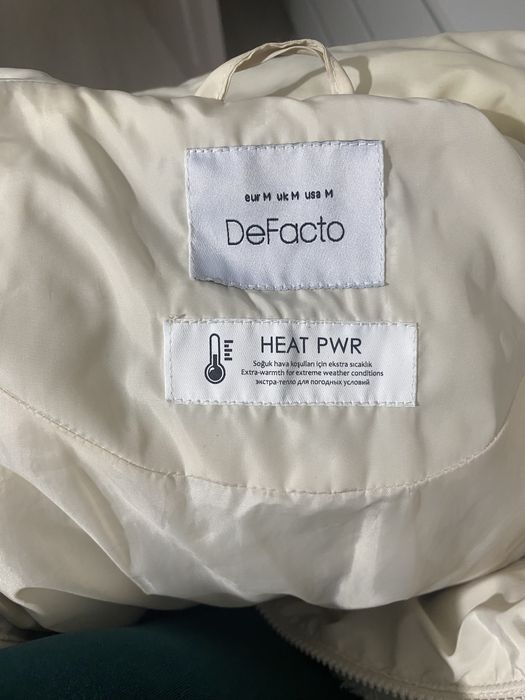 eur M uk M usa M
DeFacto
HEAT PWR
Soğuk hava koşulları için ekstra sıcaklık
Extra-warmth for extreme weather conditions
экстра-тепло для погодных условий